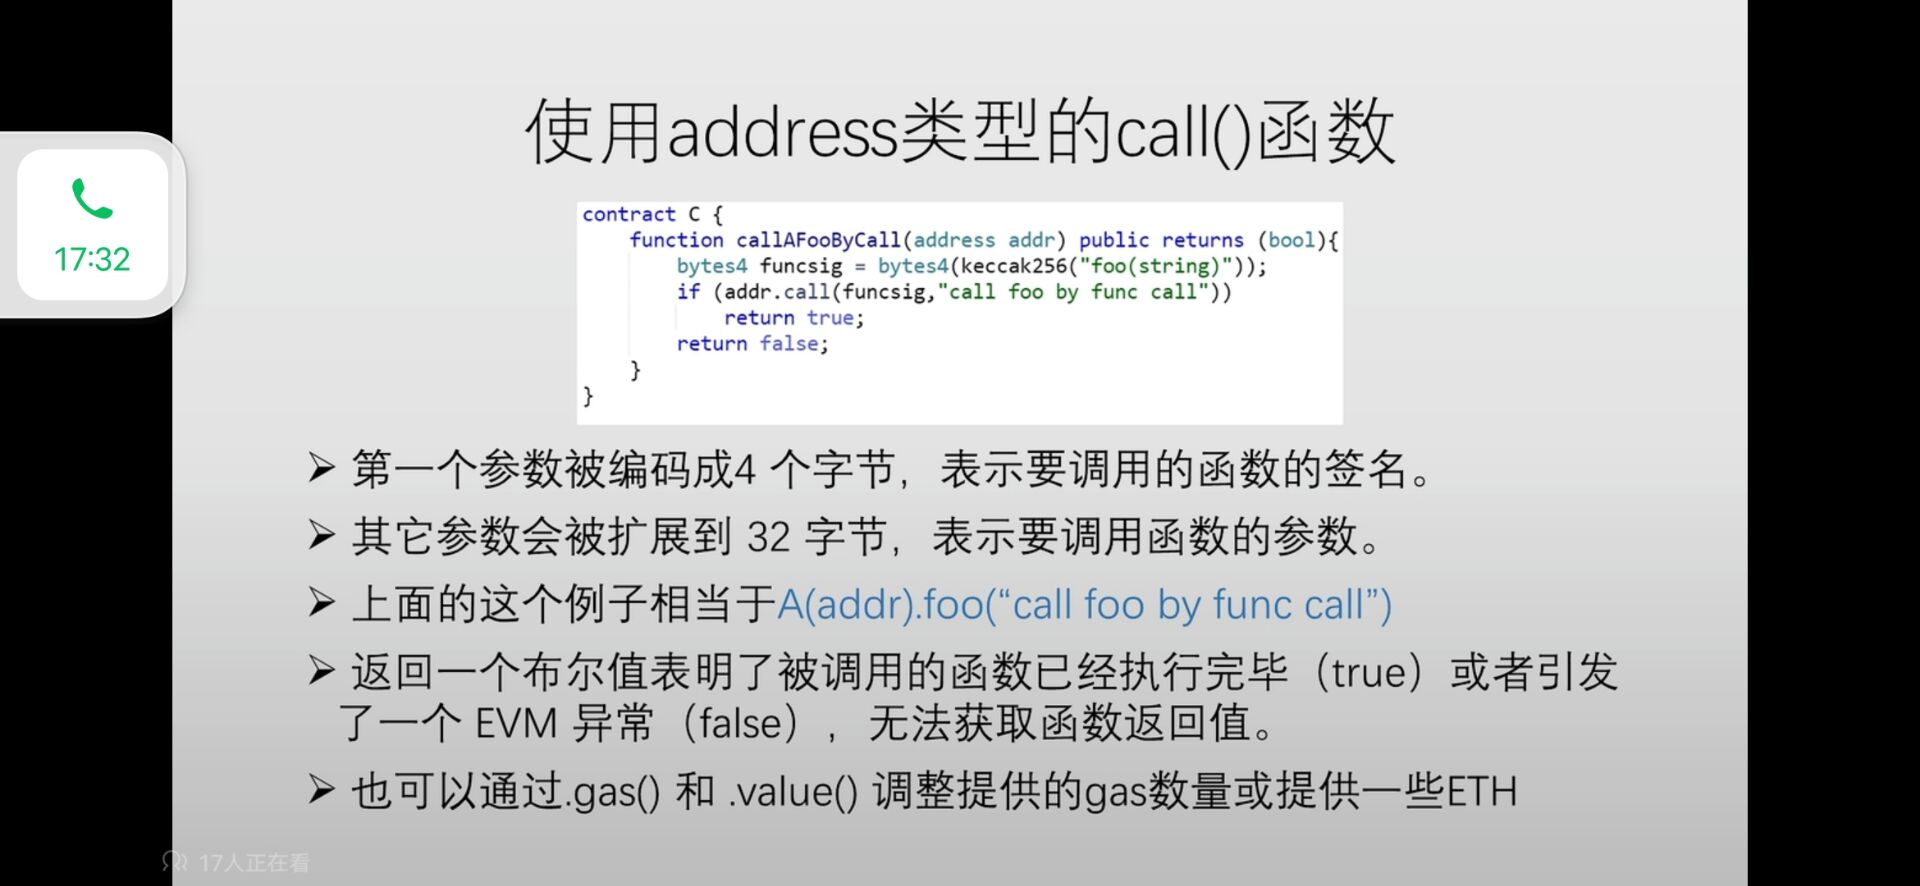 使用address类型的call()函数
17:32
contract C {
function callAFooByCall(address addr) public returns (bool){
bytes4 funcsig = bytes4(keccak256("foo(string)"));
if (addr.call(funcsig,"call foo by func call"))
return true;
return false;
}
}
➢ 第一个参数被编码成4 个字节，表示要调用的函数的签名。
➢ 其它参数会被扩展到 32 字节，表示要调用函数的参数。
➢ 上面的这个例子相当于A(addr).foo(“call foo by func call”)
➢ 返回一个布尔值表明了被调用的函数已经执行完毕（true）或者引发
了一个 EVM 异常（false），无法获取函数返回值。
➢ 也可以通过.gas() 和 .value() 调整提供的gas数量或提供一些ETH
17人正在看